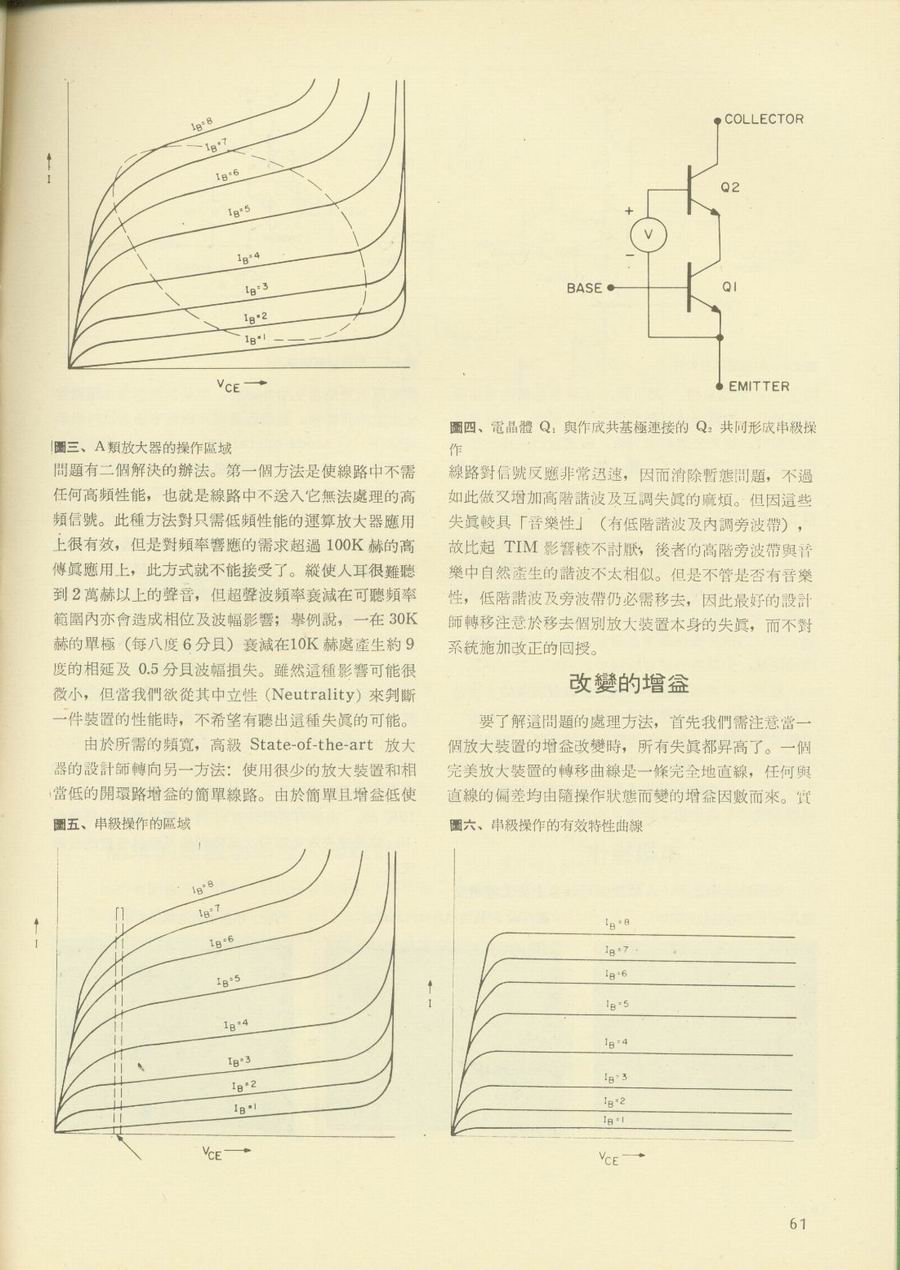 I_B=8
I_B=7
I_B=6
I_B=5
I_B=4
I_B=3
I_B=2
I_B=1
I
V_CE
圖三、A類放大器的操作區域
問題有二個解決的辦法。第一個方法是使線路中不需
任何高頻性能，也就是線路中不送入它無法處理的高
頻信號。此種方法對只需低頻性能的運算放大器應用
上很有效，但是對頻率響應的需求超過 100K 赫的高
傳眞應用上，此方式就不能接受了。縱使人耳很難聽
到 2 萬赫以上的聲音，但超聲波頻率衰減在可聽頻率
範圍內亦會造成相位及波幅影響；舉例說，一在 30K
赫的單極（每八度 6 分貝）衰減在10K 赫處產生約 9
度的相延及 0.5 分貝波幅損失。雖然這種影響可能很
微小，但當我們欲從其中立性（Neutrality）來判斷
一件裝置的性能時，不希望有聽出這種失眞的可能。
由於所需的頻寬，高級 State-of-the-art 放大
器的設計師轉向另一方法：使用很少的放大裝置和相
當低的開環路增益的簡單線路。由於簡單且增益低使
圖五、串級操作的區域
I_B=8
I_B=7
I_B=6
I_B=5
I_B=4
I_B=3
I_B=2
I_B=1
I
V_CE
COLLECTOR
Q2
+
V
−
BASE
Q1
EMITTER
圖四、電晶體 Q₁ 與作成共基極連接的 Q₂ 共同形成串級操
作
線路對信號反應非常迅速，因而消除暫態問題，不過
如此做又增加高階諧波及互調失眞的麻煩。但因這些
失眞較具「音樂性」（有低階諧波及內調旁波帶），
故比起 TIM 影響較不討厭，後者的高階旁波帶與音
樂中自然產生的諧波不太相似。但是不管是否有音樂
性，低階諧波及旁波帶仍必需移去，因此最好的設計
師轉移注意於移去個別放大裝置本身的失眞，而不對
系統施加改正的回授。
改變的增益
要了解這問題的處理方法，首先我們需注意當一
個放大裝置的增益改變時，所有失眞都昇高了。一個
完美放大裝置的轉移曲線是一條完全地直線，任何與
直線的偏差均由隨操作狀態而變的增益因數而來。實
圖六、串級操作的有效特性曲線
I_B=8
I_B=7
I_B=6
I_B=5
I_B=4
I_B=3
I_B=2
I_B=1
I
V_CE
61